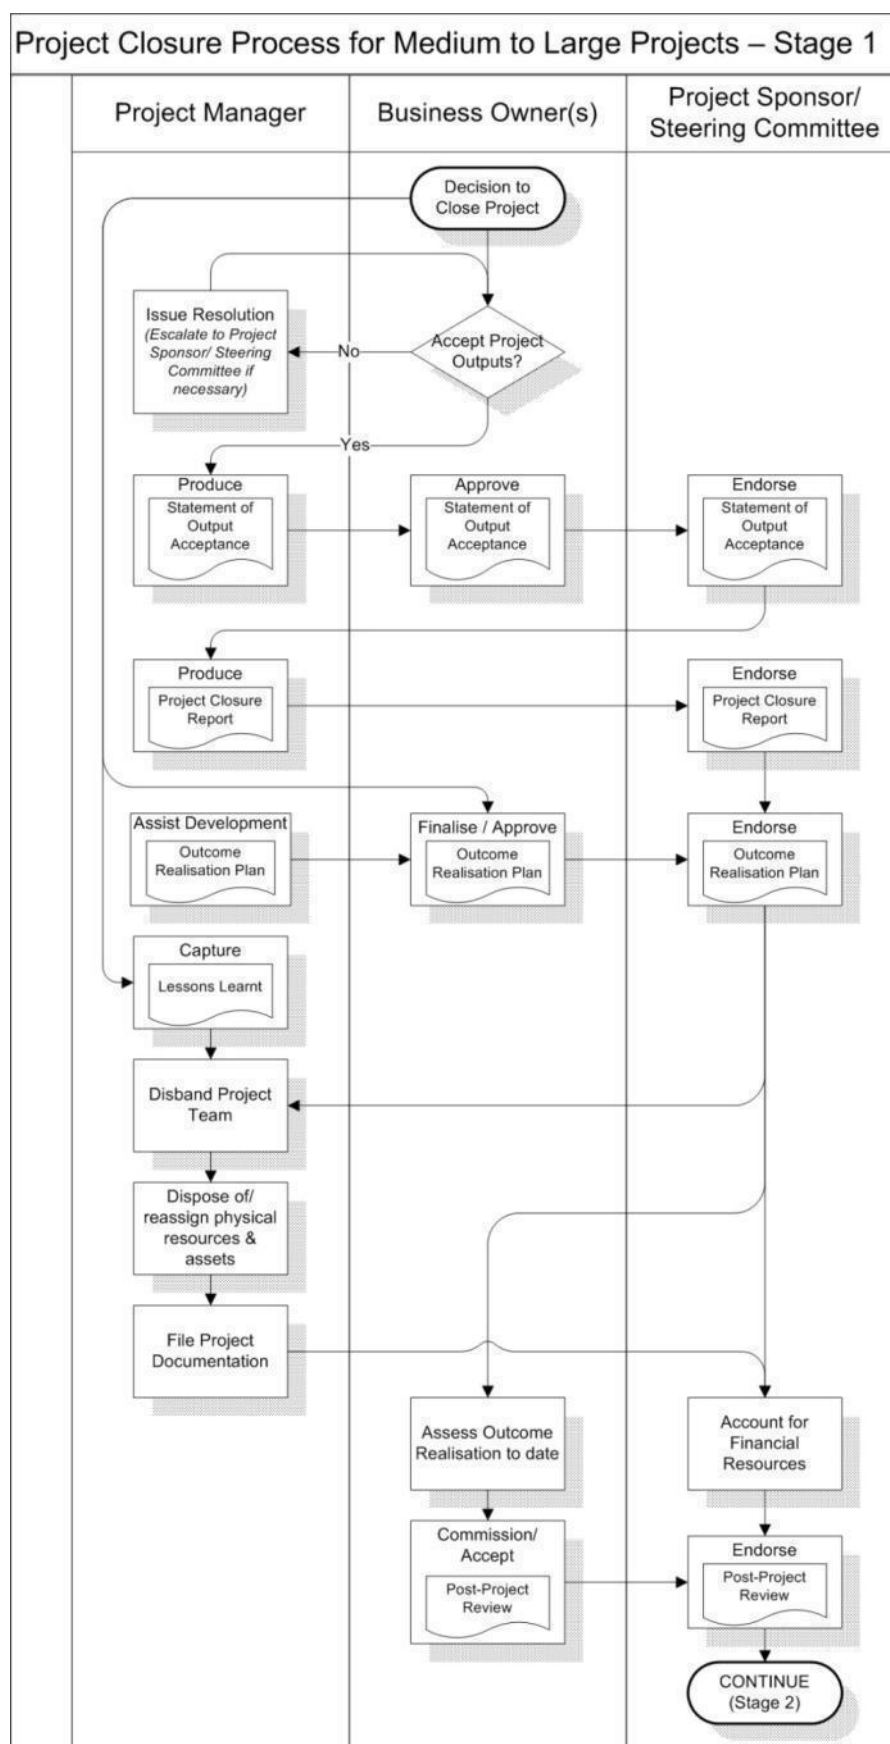 Project Closure Process for Medium to Large Projects – Stage 1
Project Manager
Business Owner(s)
Project Sponsor/
Steering Committee
Decision to
Close Project
Issue Resolution
(Escalate to Project
Sponsor/ Steering
Committee if
necessary)
No
Accept Project
Outputs?
Yes
Produce
Statement of
Output
Acceptance
Approve
Statement of
Output
Acceptance
Endorse
Statement of
Output
Acceptance
Produce
Project Closure
Report
Endorse
Project Closure
Report
Assist Development
Outcome
Realisation Plan
Finalise / Approve
Outcome
Realisation Plan
Endorse
Outcome
Realisation Plan
Capture
Lessons Learnt
Disband Project
Team
Dispose of/
reassign physical
resources &
assets
File Project
Documentation
Assess Outcome
Realisation to date
Account for
Financial
Resources
Commission/
Accept
Post-Project
Review
Endorse
Post-Project
Review
CONTINUE
(Stage 2)